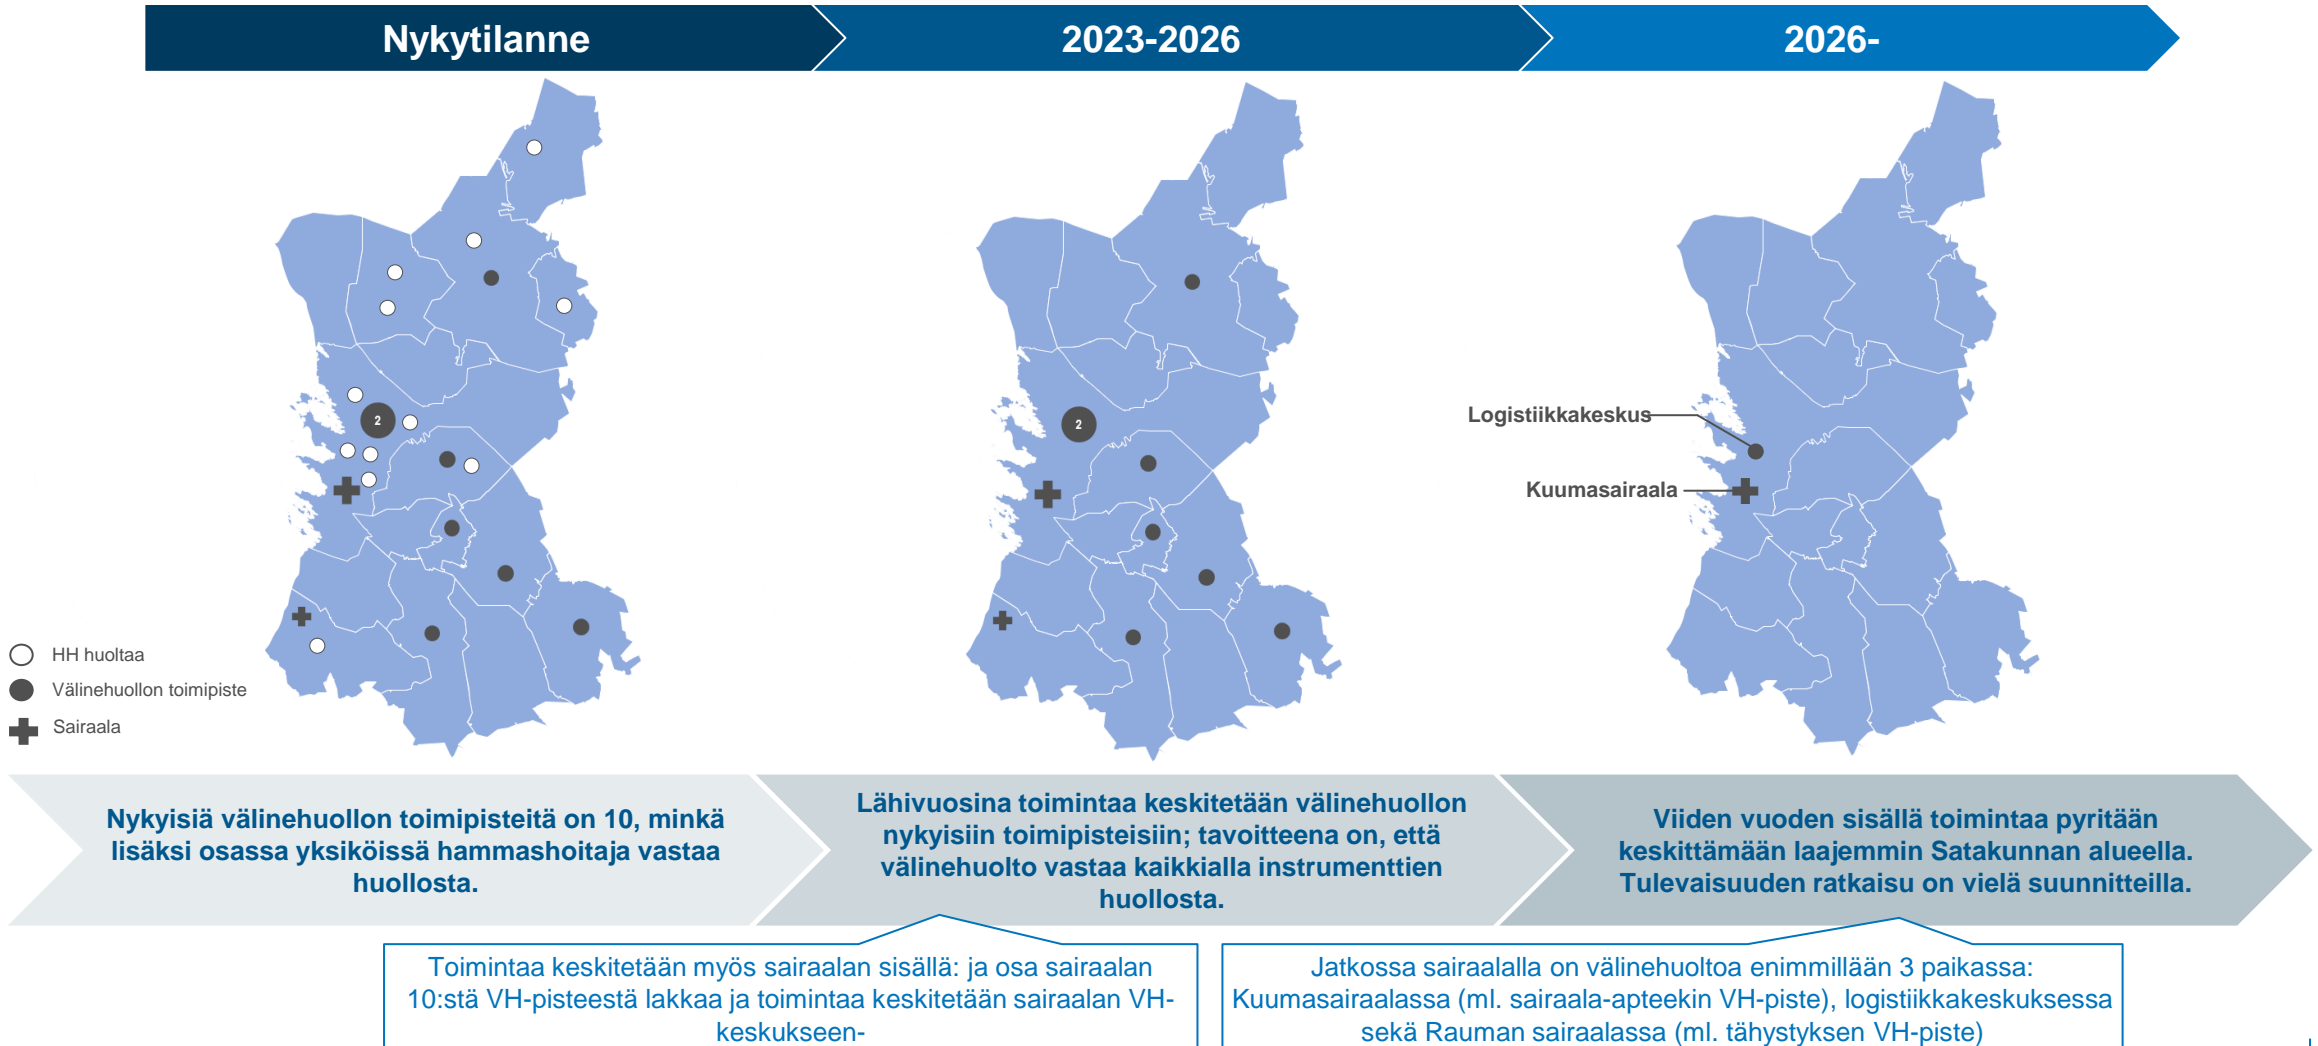 Nykytilanne
2023-2026
2026-
2
2
Logistiikkakeskus
Kuumasairaala
HH huoltaa
Välinehuollon toimipiste
Sairaala
Nykyisiä välinehuollon toimipisteitä on 10, minkä
lisäksi osassa yksiköissä hammashoitaja vastaa
huollosta.
Lähivuosina toimintaa keskitetään välinehuollon
nykyisiin toimipisteisiin; tavoitteena on, että
välinehuolto vastaa kaikkialla instrumenttien
huollosta.
Viiden vuoden sisällä toimintaa pyritään
keskittämään laajemmin Satakunnan alueella.
Tulevaisuuden ratkaisu on vielä suunnitteilla.
Toimintaa keskitetään myös sairaalan sisällä: ja osa sairaalan
10:stä VH-pisteestä lakkaa ja toimintaa keskitetään sairaalan VH-
keskukseen-
Jatkossa sairaalalla on välinehuoltoa enimmillään 3 paikassa:
Kuumasairaalassa (ml. sairaala-apteekin VH-piste), logistiikkakeskuksessa
sekä Rauman sairaalassa (ml. tähystyksen VH-piste)